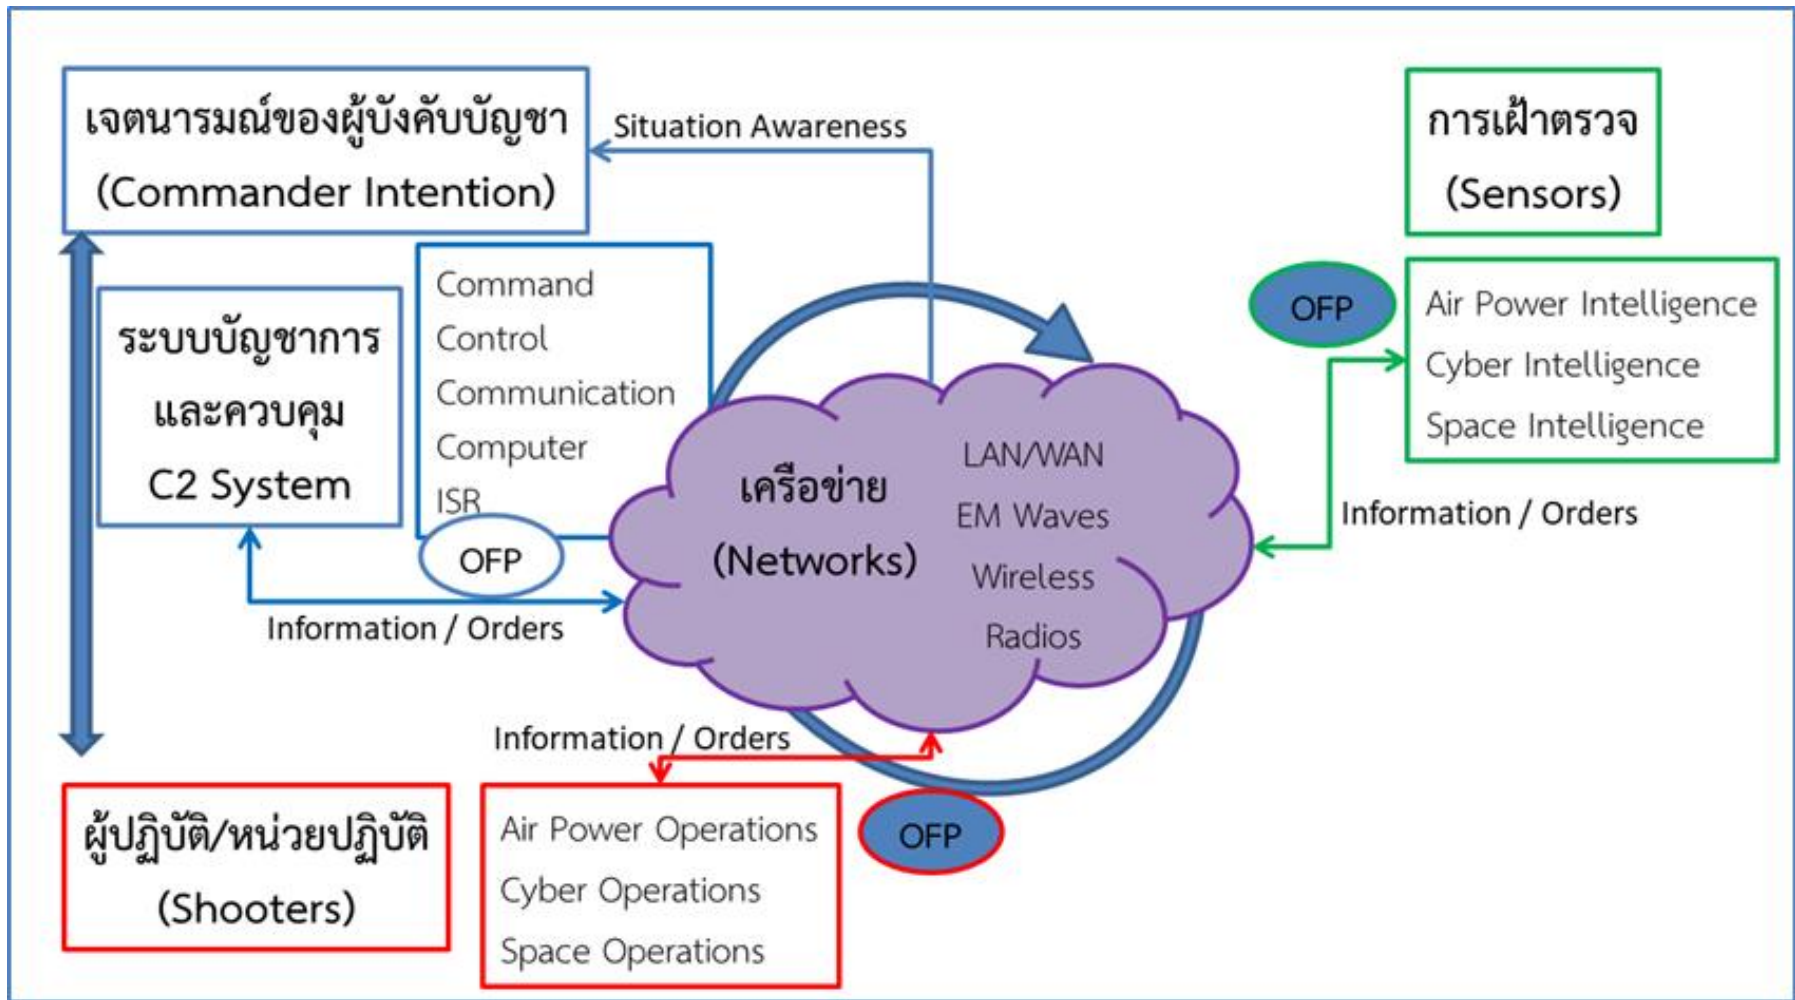 เจตนารมณ์ของผู้บังคับบัญชา
(Commander Intention)
Situation Awareness
การเฝ้าตรวจ
(Sensors)
ระบบบัญชาการ
และควบคุม
C2 System
Command
Control
Communication
Computer
ISR
OFP
Information / Orders
เครือข่าย
(Networks)
LAN/WAN
EM Waves
Wireless
Radios
OFP
Air Power Intelligence
Cyber Intelligence
Space Intelligence
Information / Orders
ผู้ปฏิบัติ/หน่วยปฏิบัติ
(Shooters)
Information / Orders
Air Power Operations
Cyber Operations
Space Operations
OFP